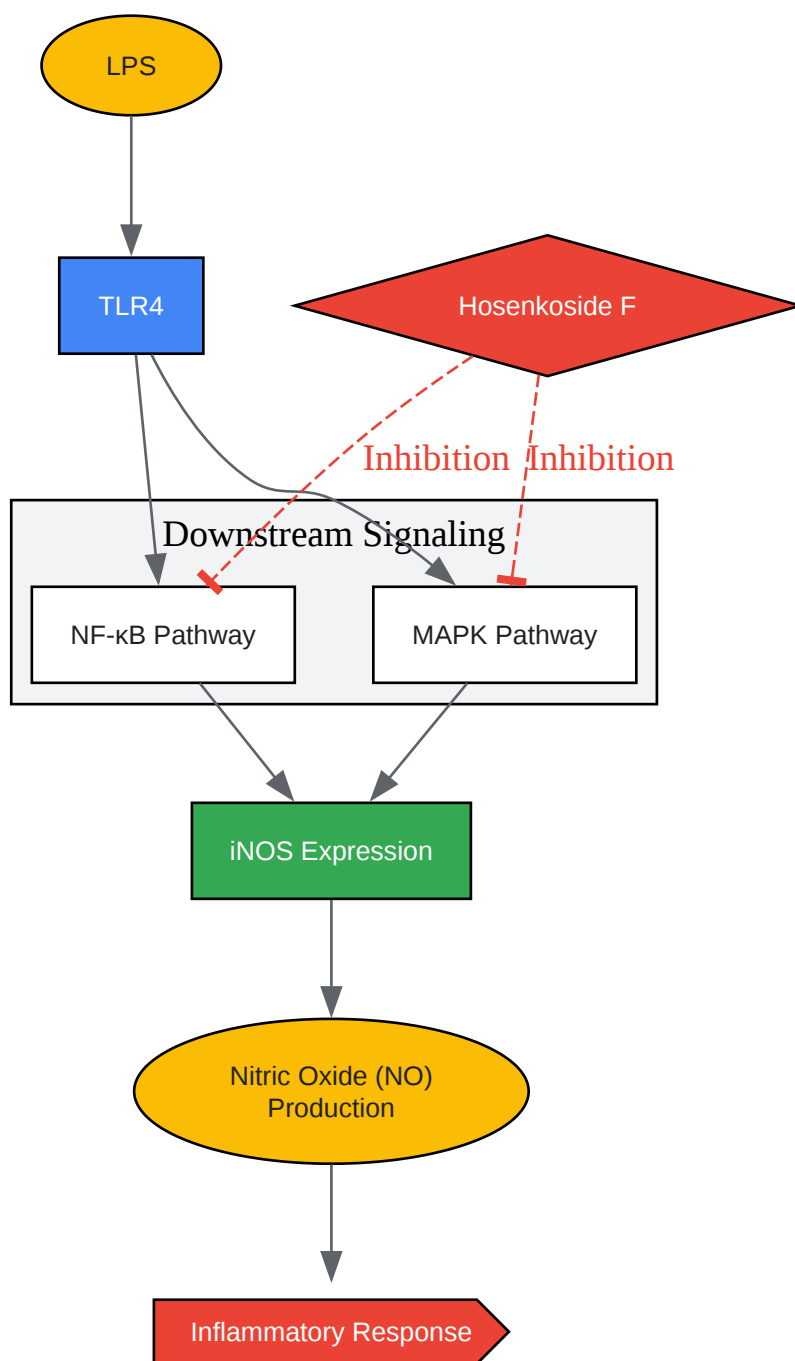 LPS
TLR4
Hosenkoside F
Inhibition
Inhibition
Downstream Signaling
NF-κB Pathway
MAPK Pathway
iNOS Expression
Nitric Oxide (NO)
Production
Inflammatory Response